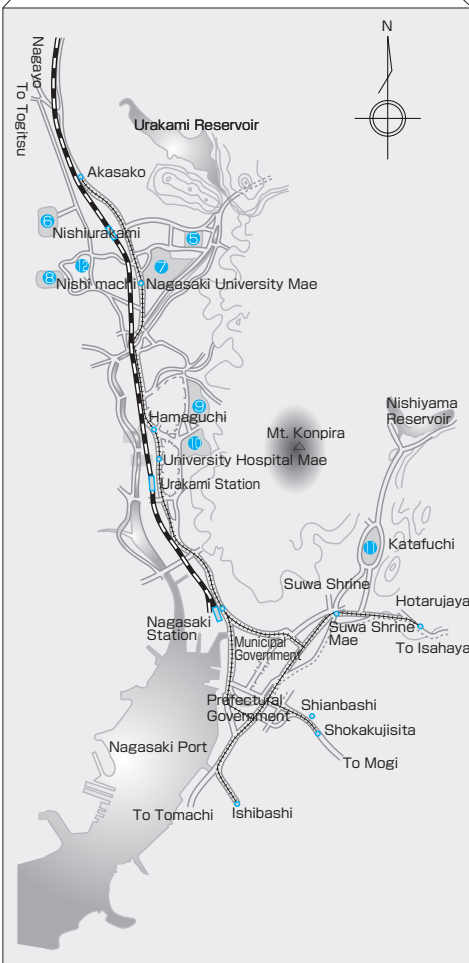 N
Nagayo
To Togitsu
Urakami Reservoir
Akasako
⑥
Nishiurakami
⑤
⑫
⑦
⑧
Nishi machi
Nagasaki University Mae
Nishiyama
Reservoir
⑨
Hamaguchi
Mt. Konpira
⑩
University Hospital Mae
Urakami Station
⑪
Katafuchi
Suwa Shrine
Hotarujaya
Nagasaki
Station
Municipal
Government
Suwa Shrine
Mae
To Isahaya
Prefectural
Government
Shianbashi
Shokakujisita
Nagasaki Port
To Mogi
To Tomachi
Ishibashi